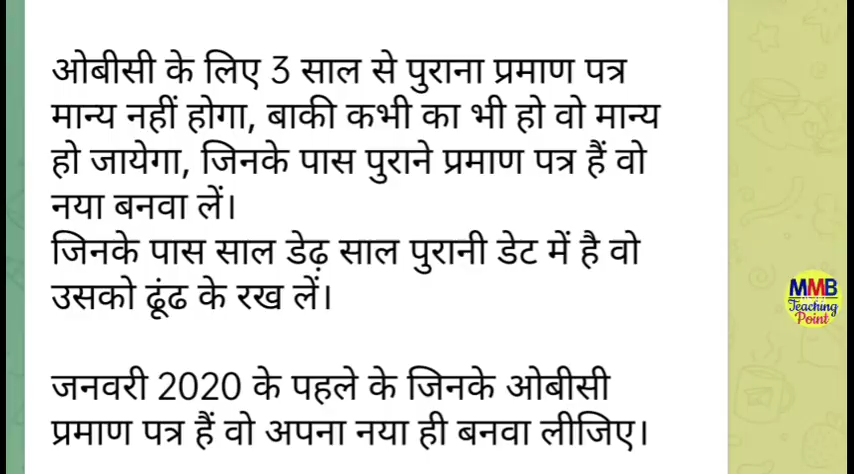 ओबीसी के लिए 3 साल से पुराना प्रमाण पत्र
मान्य नहीं होगा, बाकी कभी का भी हो वो मान्य
हो जायेगा, जिनके पास पुराने प्रमाण पत्र हैं वो
नया बनवा लें।
जिनके पास साल डेढ़ साल पुरानी डेट में है वो
उसको ढूंढ के रख लें।
जनवरी 2020 के पहले के जिनके ओबीसी
प्रमाण पत्र हैं वो अपना नया ही बनवा लीजिए।
MMB
Teaching
Point